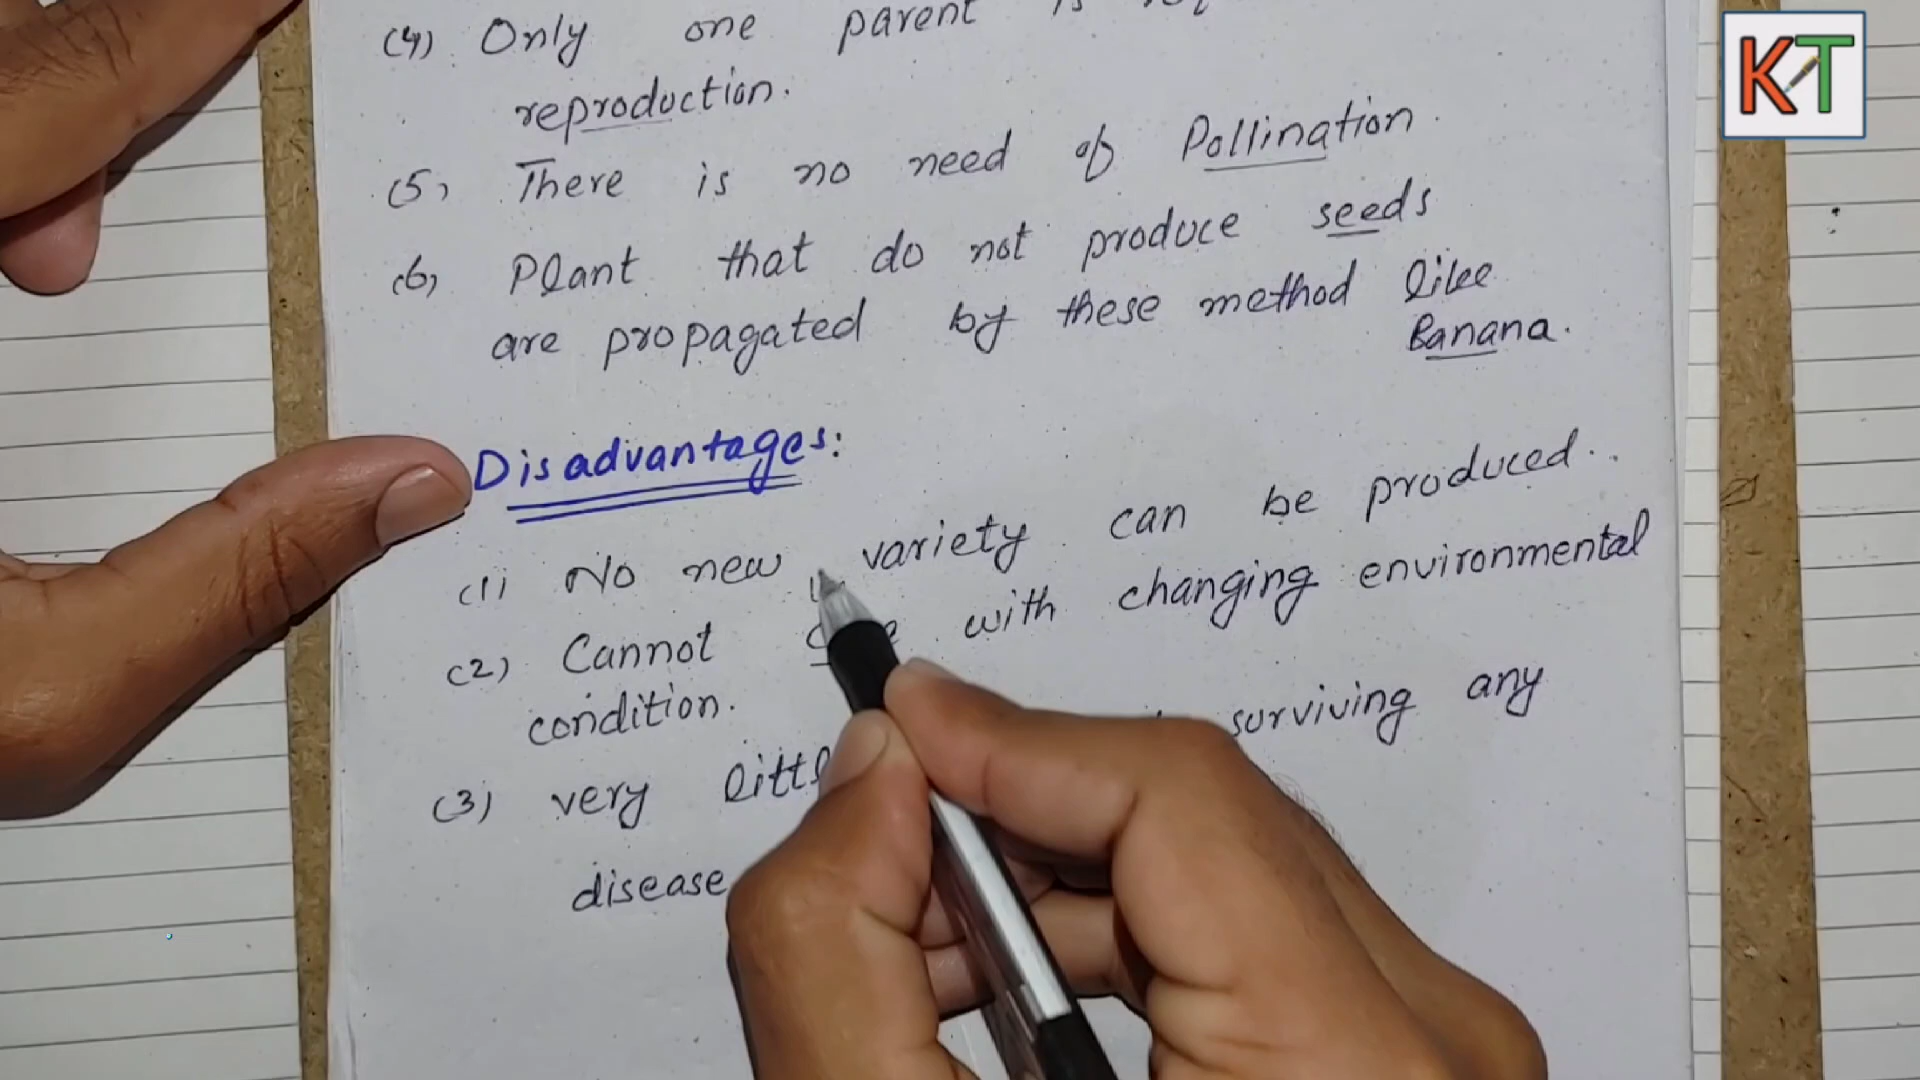 (4) Only one parent is
reproduction.
(5) There is no need of Pollination.
(6) Plant that do not produce seeds
are propagated by these method like
Banana.
Disadvantages:
(1) No new variety can be produced.
(2) Cannot with changing environmental
condition.
(3) very surviving any
disease
KT